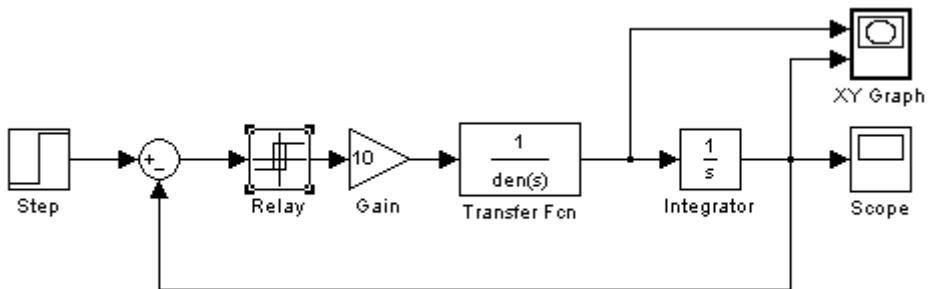 XY Graph
+
−
10
1
den(s)
1
s
Step
Relay
Gain
Transfer Fcn
Integrator
Scope